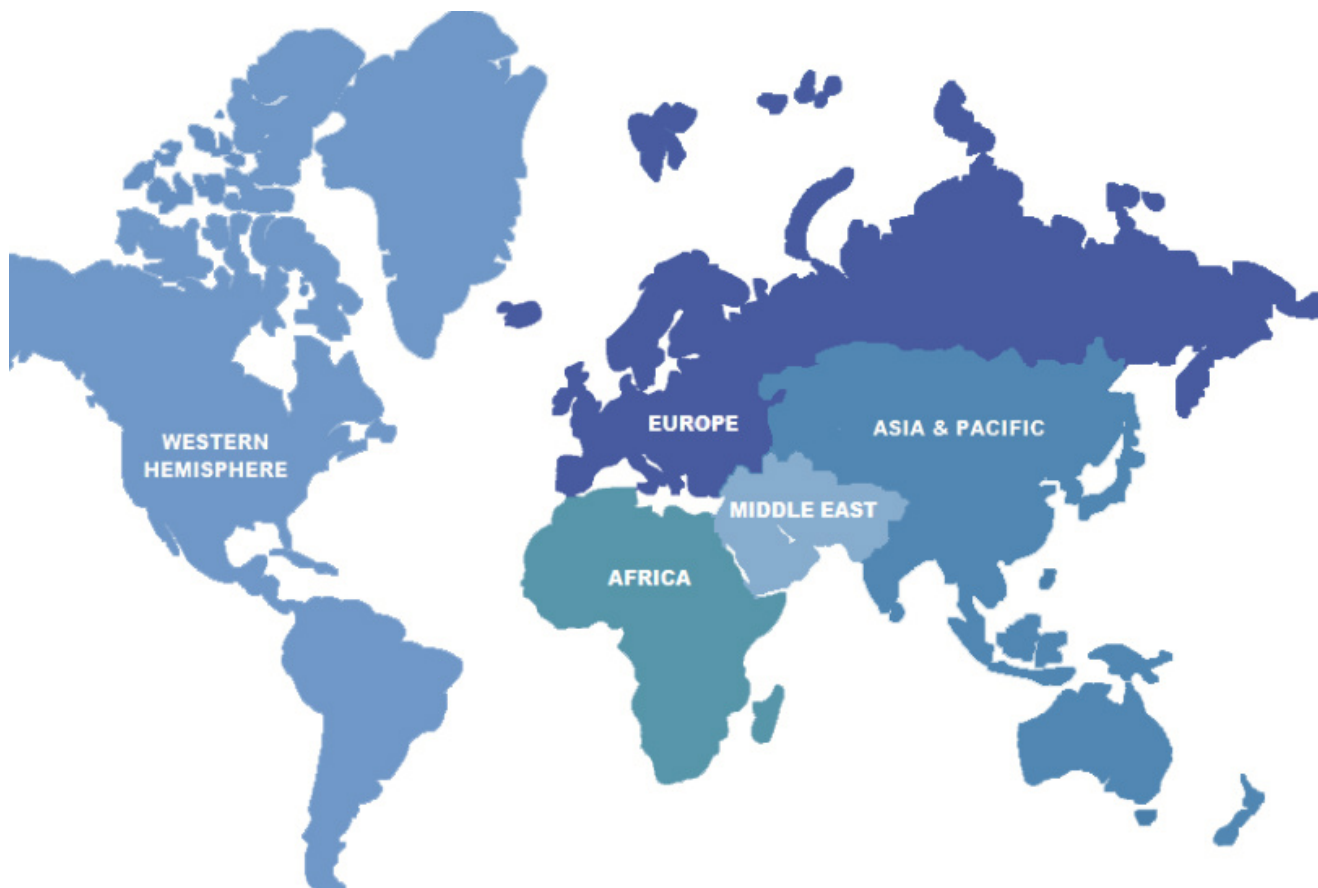 WESTERN
HEMISPHERE
EUROPE
ASIA & PACIFIC
MIDDLE EAST
AFRICA